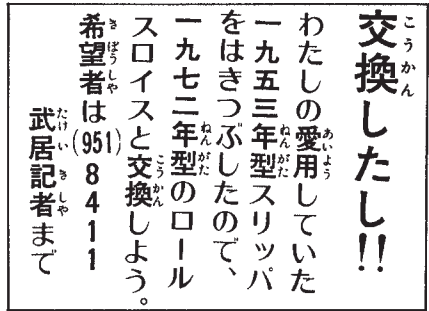 交換したし!!
わたしの愛用していた
一九五三年型スリッパ
をはきつぶしたので、
一九七二年型のロール
スロイスと交換しよう。
希望者は(951)8411
武居記者まで